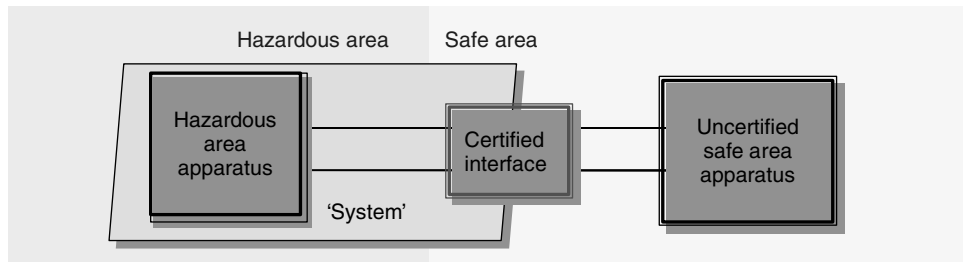 Hazardous area
Safe area
Hazardous
area
apparatus
Certified
interface
Uncertified
safe area
apparatus
‘System’